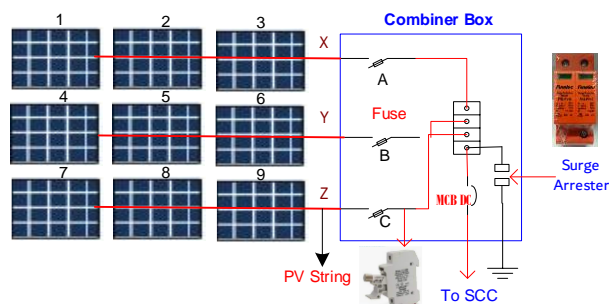 1 2 3
Combiner Box
X
A
4 5 6
Y
Fuse
B
7 8 9
Z
C
MCB DC
Surge
Arrester
PV String
To SCC